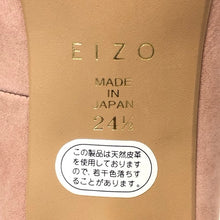 EIZO
MADE
IN
JAPAN
24½
この製品は天然皮革
を使用しております
ので、若干色落ちす
ることがあります。